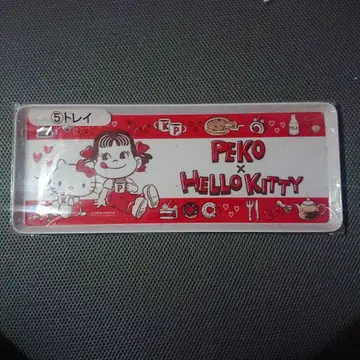 ⑤トレイ
K P
PEKO
×
HELLO KITTY
P